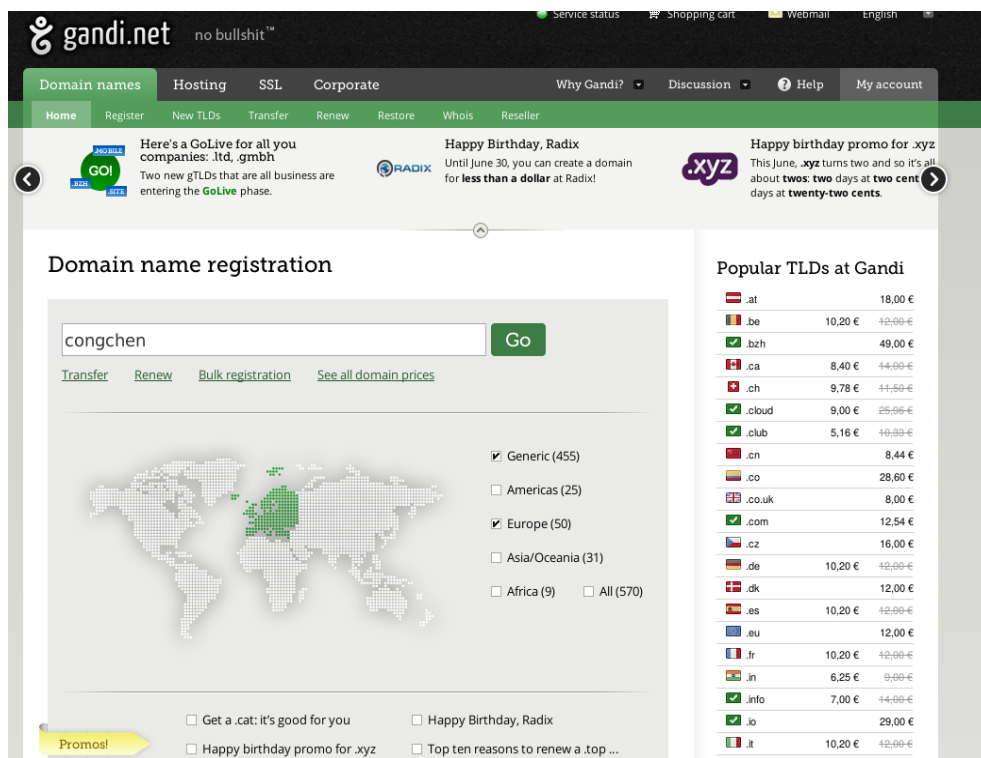 Service status Shopping cart Webmail English
gandi.net no bullshit™
Domain names Hosting SSL Corporate Why Gandi? Discussion Help My account
Home Register New TLDs Transfer Renew Restore Whois Reseller
.MOBILE
GO!
.BZH
.BITE
Here's a GoLive for all you
companies: .ltd, .gmbh
Two new gTLDs that are all business are
entering the GoLive phase.
RADIX
Happy Birthday, Radix
Until June 30, you can create a domain
for less than a dollar at Radix!
.xyz
Happy birthday promo for .xyz
This June, .xyz turns two and so it's all
about twos: two days at two cent
days at twenty-two cents.
Domain name registration
congchen
Go
Transfer Renew Bulk registration See all domain prices
Generic (455)
Americas (25)
Europe (50)
Asia/Oceania (31)
Africa (9) All (570)
Promos!
Get a .cat: it's good for you Happy Birthday, Radix
Happy birthday promo for .xyz Top ten reasons to renew a .top ...
Popular TLDs at Gandi
.at 18,00 €
.be 10,20 € 12,00 €
.bzh 49,00 €
.ca 8,40 € 14,00 €
.ch 9,78 € 11,50 €
.cloud 9,00 € 25,96 €
.club 5,16 € 10,33 €
.cn 8,44 €
.co 28,60 €
.co.uk 8,00 €
.com 12,54 €
.cz 16,00 €
.de 10,20 € 12,00 €
.dk 12,00 €
.es 10,20 € 12,00 €
.eu 12,00 €
.fr 10,20 € 12,00 €
.in 6,25 € 9,00 €
.info 7,00 € 14,00 €
.io 29,00 €
.it 10,20 € 12,00 €